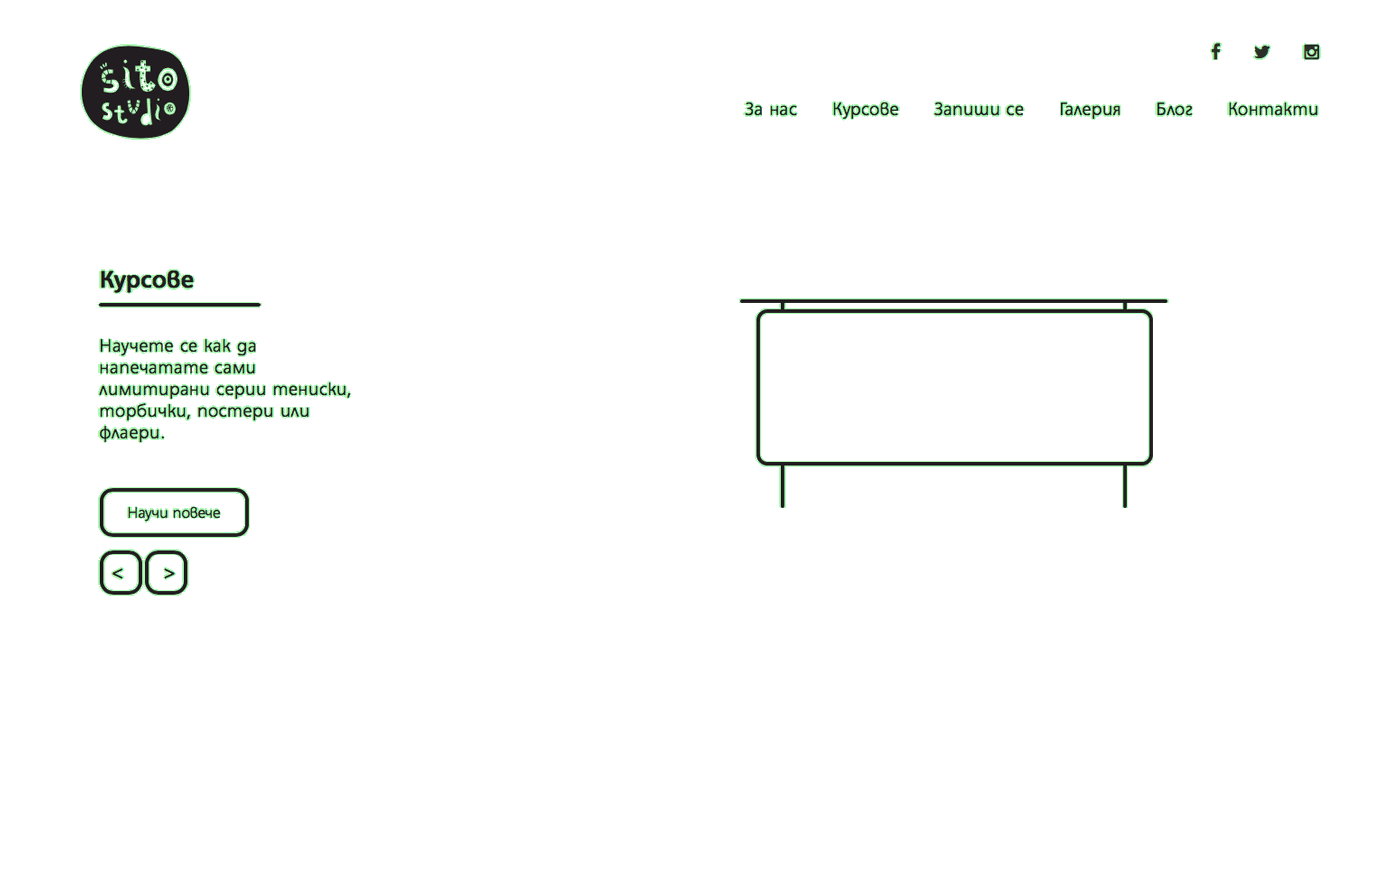 sito
studio
За нас Курсове Запиши се Галерия Блог Контакти
Курсове
Научете се как да
напечатате сами
лимитирани серии тениски,
торбички, постери или
флаери.
Научи повече
< >